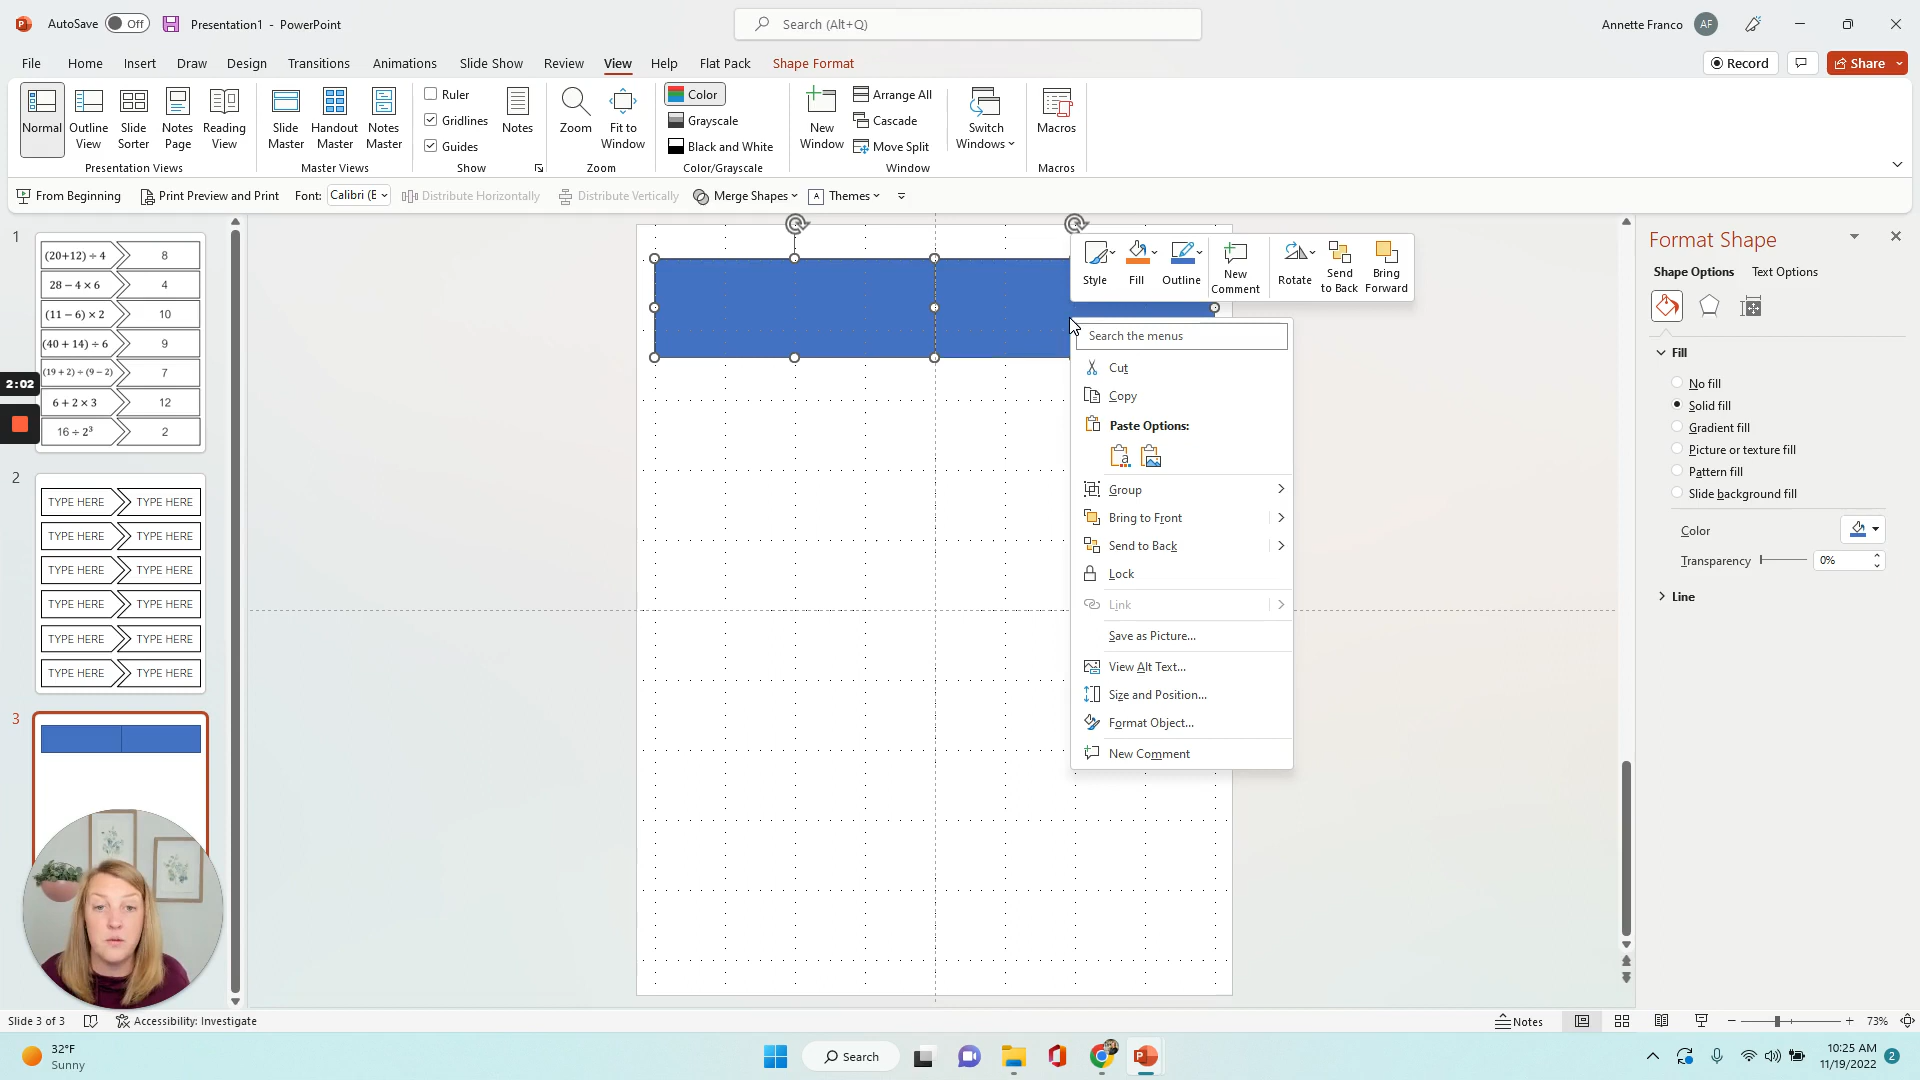 AutoSave Off Presentation1 - PowerPoint Search (Alt+Q) Annette Franco AF
File Home Insert Draw Design Transitions Animations Slide Show Review View Help Flat Pack Shape Format Record Share
Normal
Outline View
Slide Sorter
Notes Page
Reading View
Presentation Views
Slide Master
Handout Master
Notes Master
Master Views
Ruler
Gridlines
Guides
Notes
Show
Zoom
Fit to Window
Zoom
Color
Grayscale
Black and White
Color/Grayscale
New Window
Arrange All
Cascade
Move Split
Switch Windows
Window
Macros
Macros
From Beginning Print Preview and Print Font: Calibri (E Distribute Horizontally Distribute Vertically Merge Shapes Themes
1
(20+12) ÷ 4 8
28 − 4 × 6 4
(11 − 6) × 2 10
(40 + 14) ÷ 6 9
(19 + 2) ÷ (9 − 2) 7
6 + 2 × 3 12
16 ÷ 2³ 2
2:02
2
TYPE HERE TYPE HERE
TYPE HERE TYPE HERE
TYPE HERE TYPE HERE
TYPE HERE TYPE HERE
TYPE HERE TYPE HERE
TYPE HERE TYPE HERE
3
Style
Fill
Outline
New Comment
Rotate
Send to Back
Bring Forward
Search the menus
Cut
Copy
Paste Options:
Group
Bring to Front
Send to Back
Lock
Link
Save as Picture...
View Alt Text...
Size and Position...
Format Object...
New Comment
Format Shape
Shape Options Text Options
Fill
No fill
Solid fill
Gradient fill
Picture or texture fill
Pattern fill
Slide background fill
Color
Transparency 0%
Line
Slide 3 of 3 Accessibility: Investigate Notes 73%
32°F
Sunny
Search
10:25 AM
11/19/2022
2